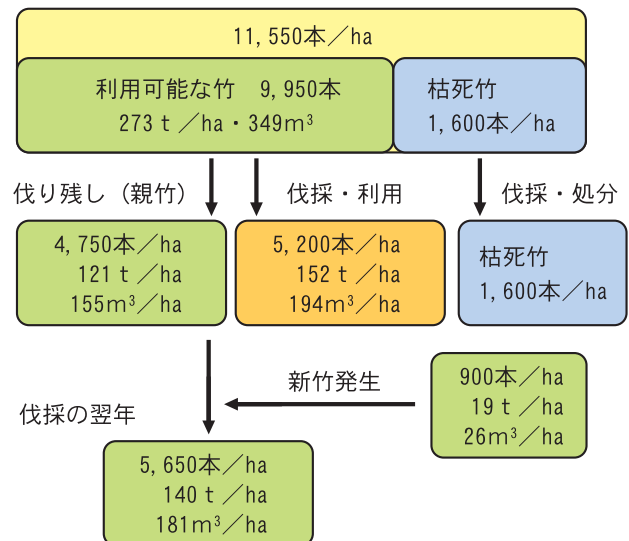 11,550本／ha
利用可能な竹　9,950本
273ｔ／ha・349m³
枯死竹
1,600本／ha
伐り残し（親竹）
伐採・利用
伐採・処分
4,750本／ha
121ｔ／ha
155m³／ha
5,200本／ha
152ｔ／ha
194m³／ha
枯死竹
1,600本／ha
伐採の翌年
新竹発生
900本／ha
19ｔ／ha
26m³／ha
5,650本／ha
140ｔ／ha
181m³／ha